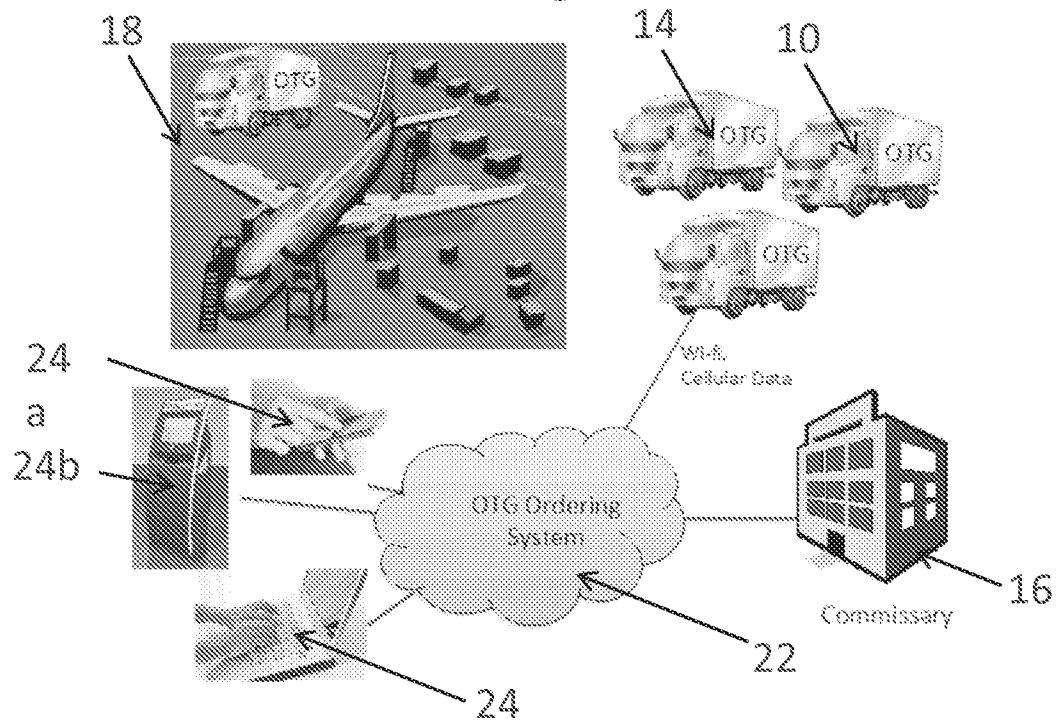 18
14
10
OTG
OTG
OTG
OTG
24
a
24b
Wi-fi,
Cellular Data
OTG Ordering
System
16
Commissary
22
24